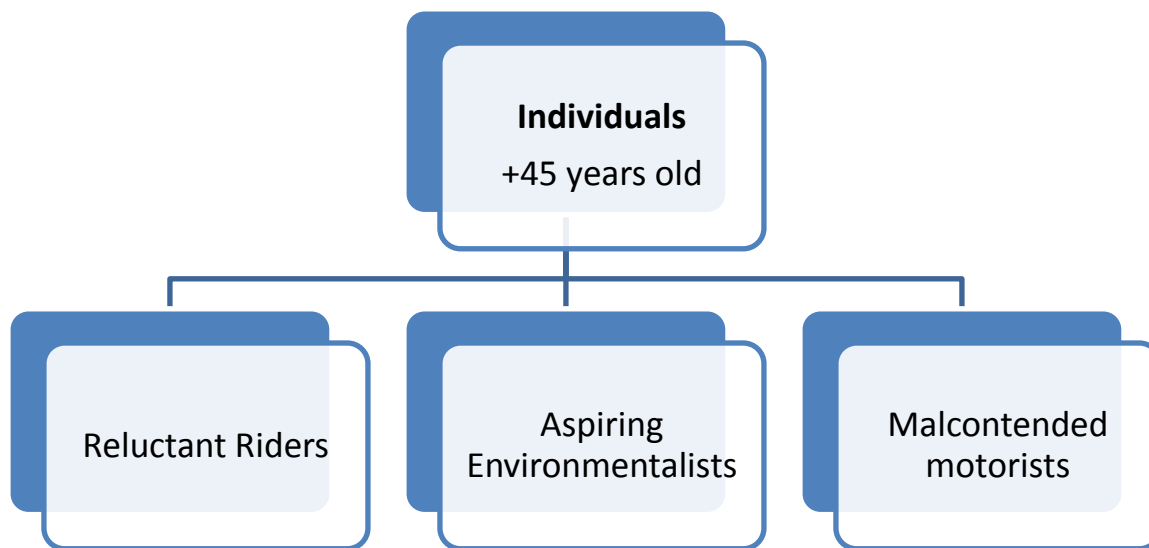 Individuals
+45 years old
Reluctant Riders
Aspiring
Environmentalists
Malcontended
motorists